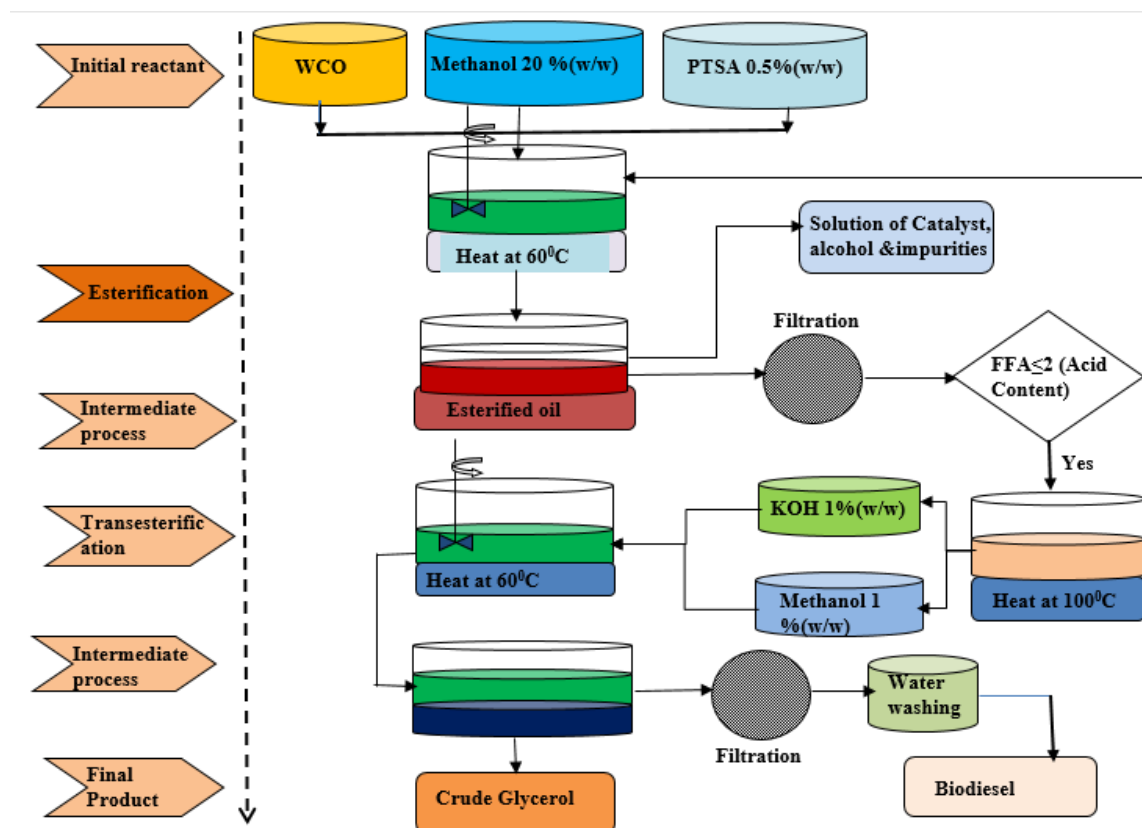 Initial reactant
WCO
Methanol 20 %(w/w)
PTSA 0.5%(w/w)
Heat at 60⁰C
Solution of Catalyst,
alcohol &impurities
Esterification
Filtration
FFA≤2 (Acid
Content)
Esterified oil
Intermediate
process
Yes
Transesterific
ation
KOH 1%(w/w)
Heat at 60⁰C
Methanol 1
%(w/w)
Heat at 100⁰C
Intermediate
process
Water
washing
Filtration
Final
Product
Crude Glycerol
Biodiesel